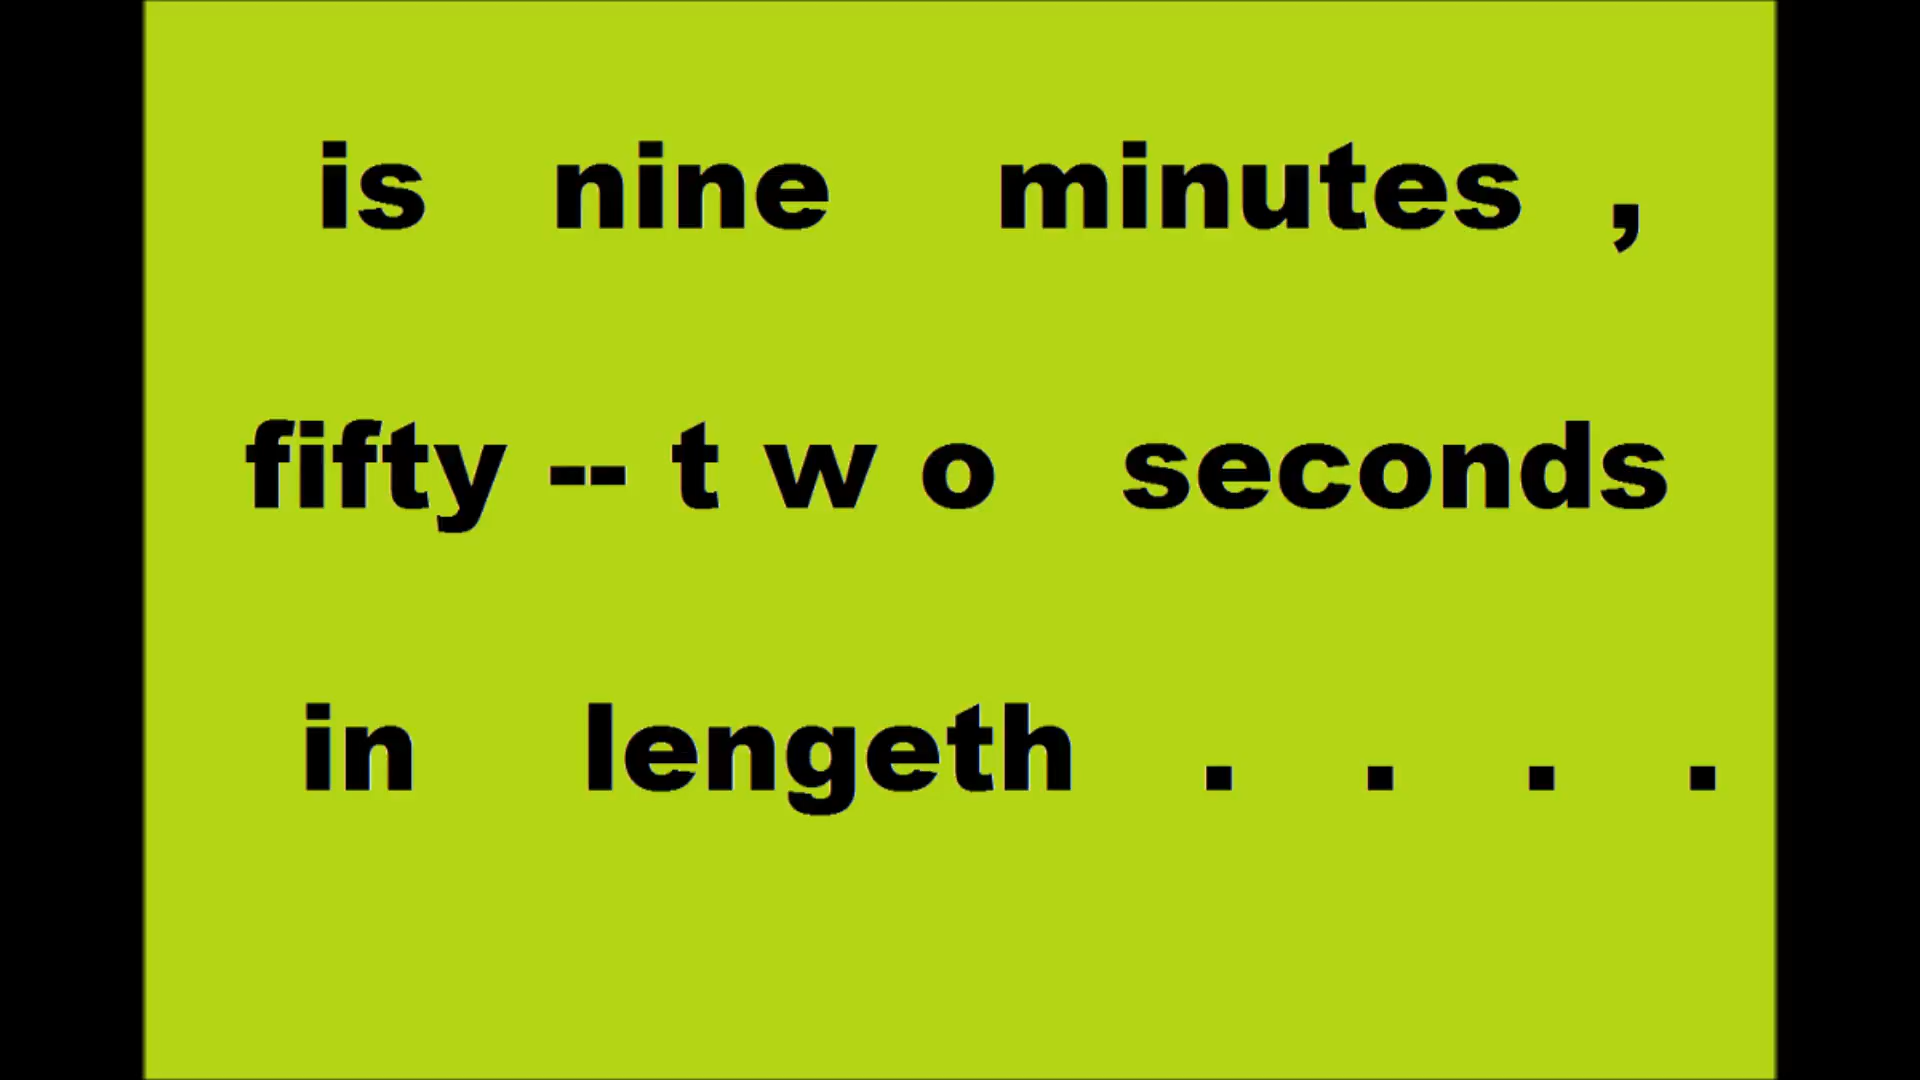 is nine minutes ,
fifty -- t w o seconds
in lengeth . . . .